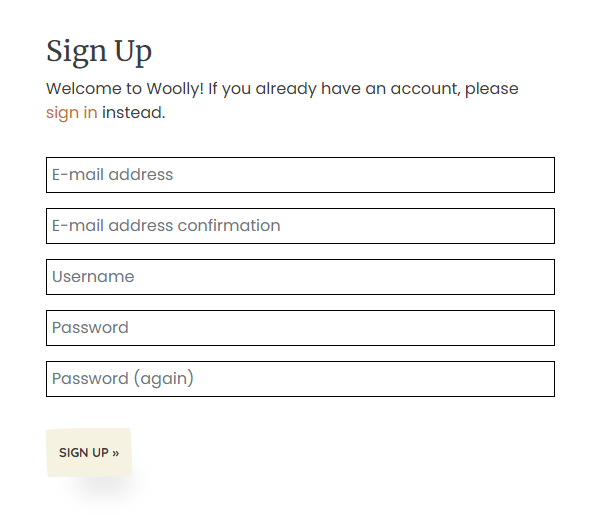 Sign Up
Welcome to Woolly! If you already have an account, please
sign in instead.
E-mail address
E-mail address confirmation
Username
Password
Password (again)
SIGN UP »